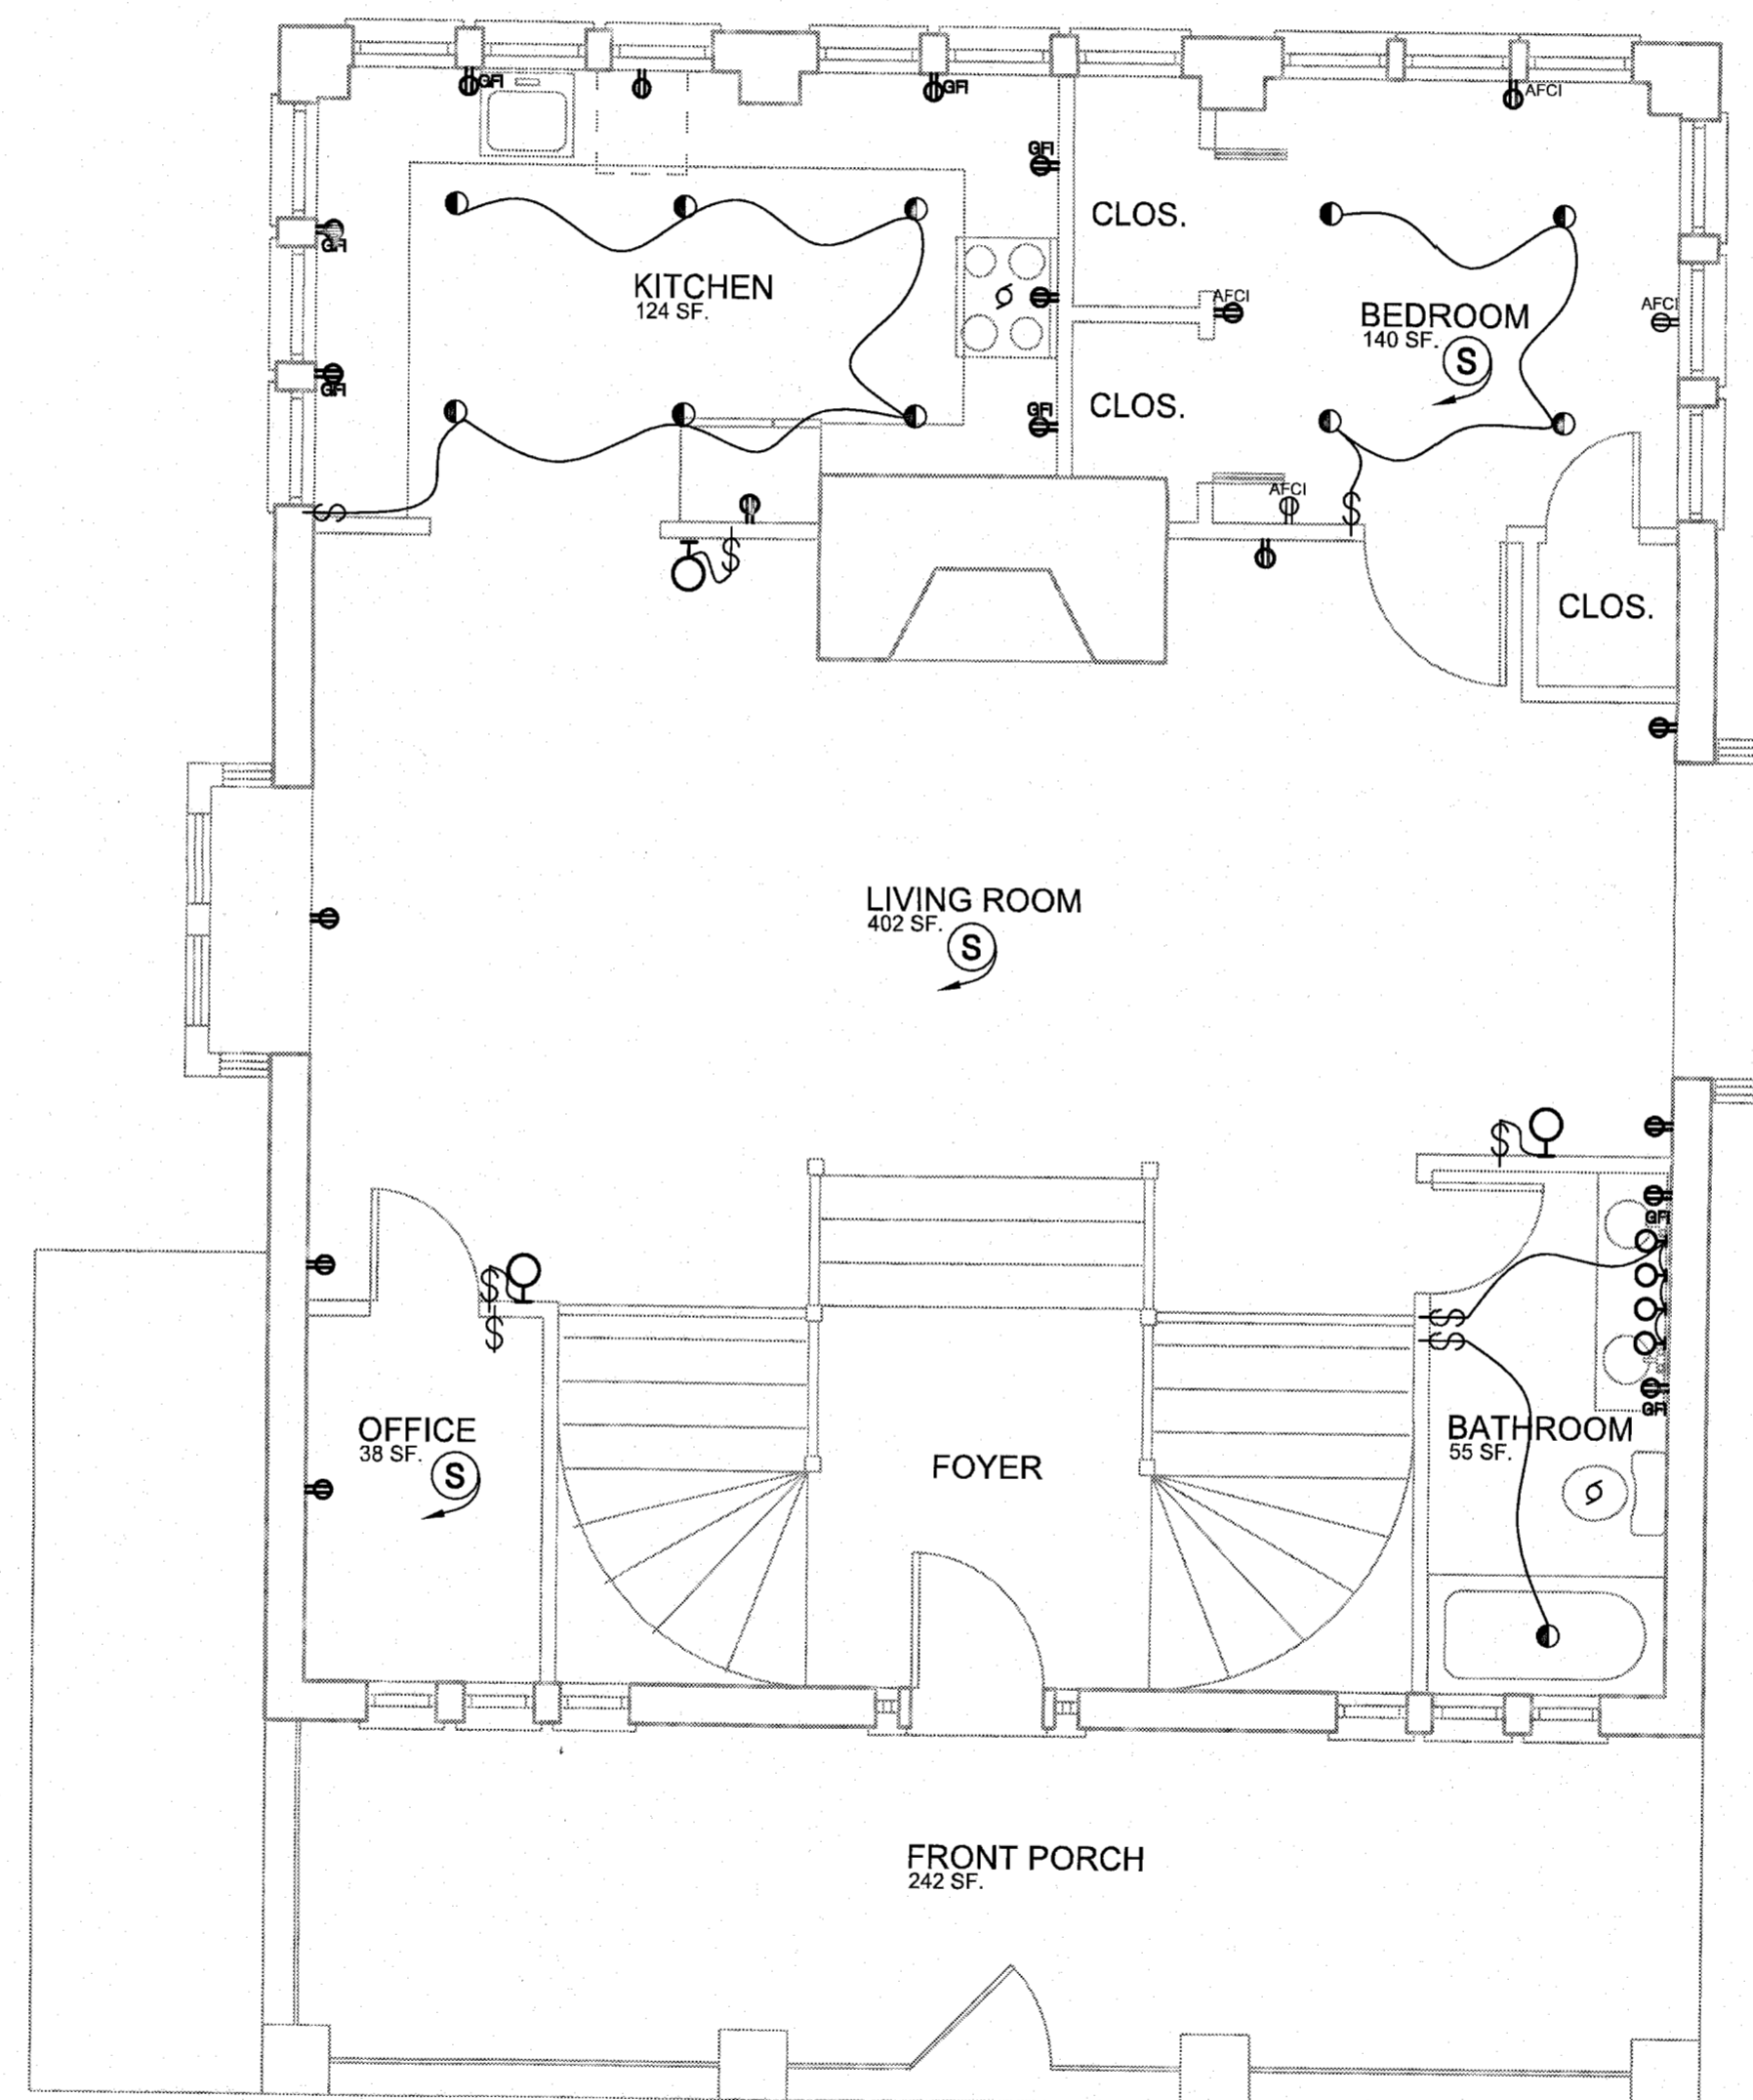 GFI
GFI
AFCI
GFI
CLOS.
GFI
KITCHEN
124 SF.
AFCI
BEDROOM
140 SF.
S
AFCI
GFI
CLOS.
GFI
AFCI
$
$
$
CLOS.
LIVING ROOM
402 SF.
S
$
GFI
$
$
$
$
GFI
OFFICE
38 SF.
S
FOYER
BATHROOM
55 SF.
FRONT PORCH
242 SF.